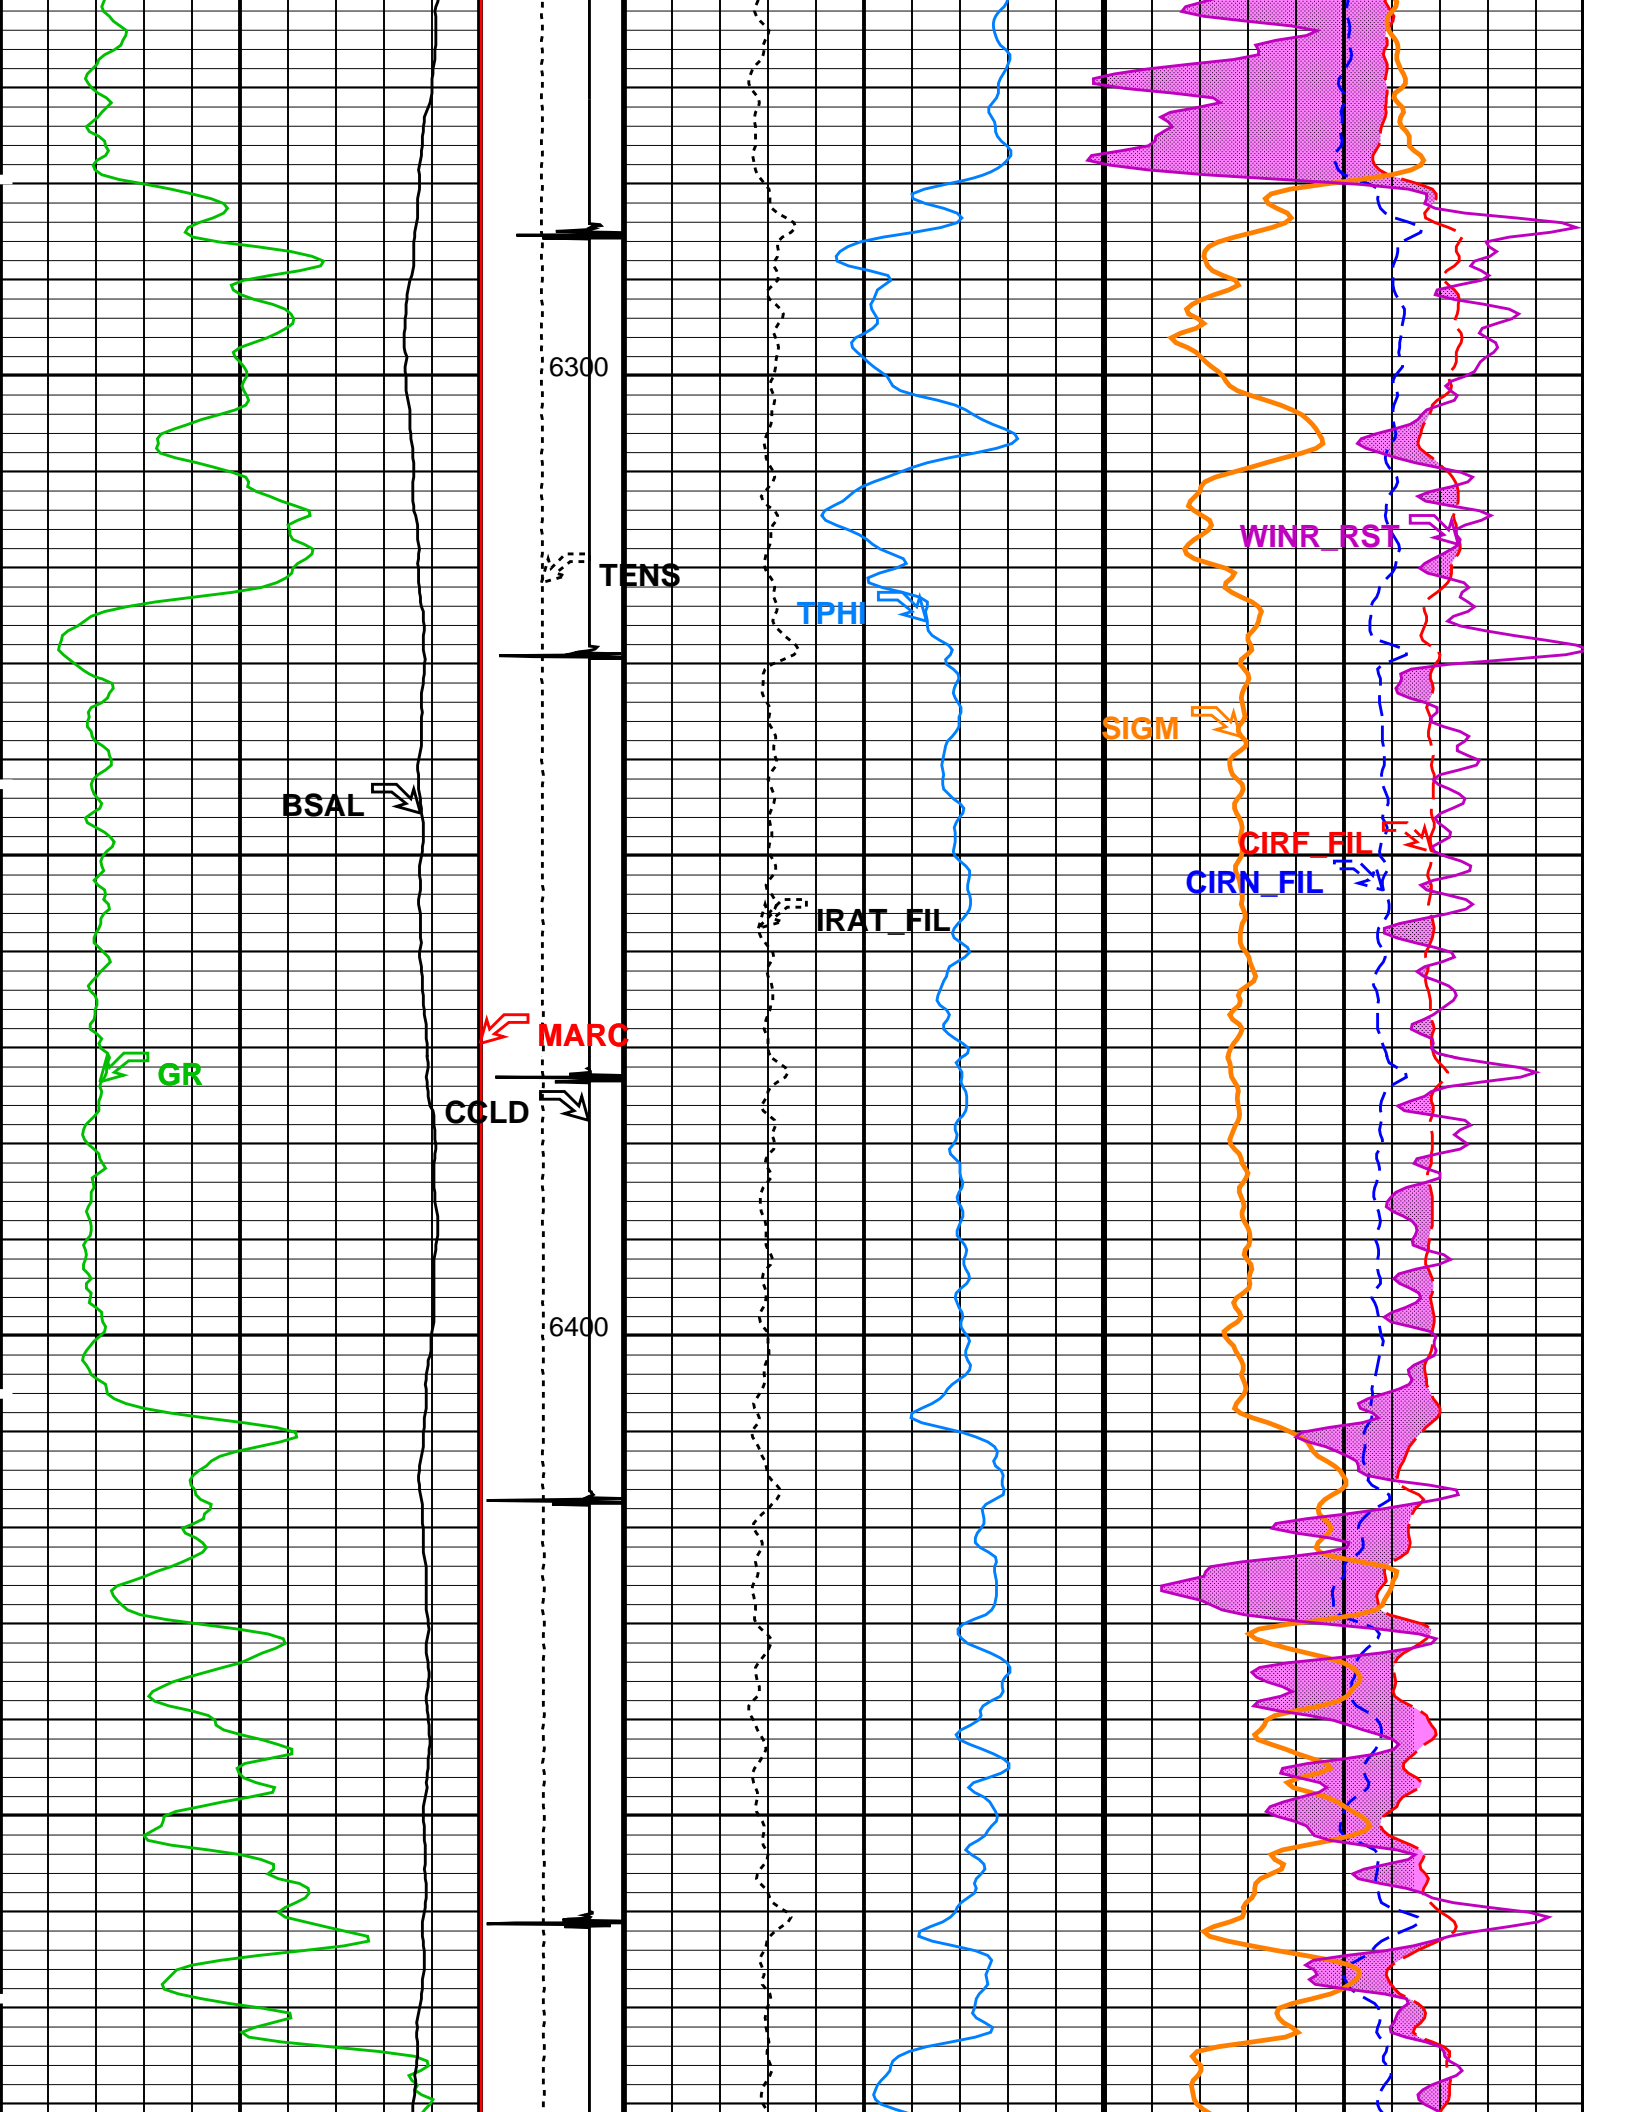 6300
WINR_RST
TENS
TPHI
SIGM
BSAL
CIRF_FIL
CIRN_FIL
IRAT_FIL
MARC
GR
CCLD
6400